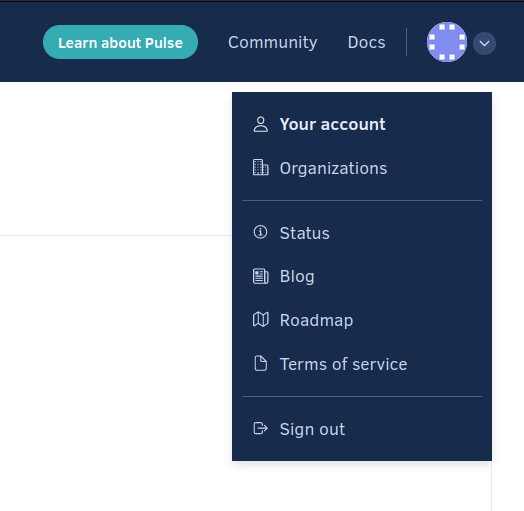 Learn about Pulse
Community
Docs
Your account
Organizations
Status
Blog
Roadmap
Terms of service
Sign out